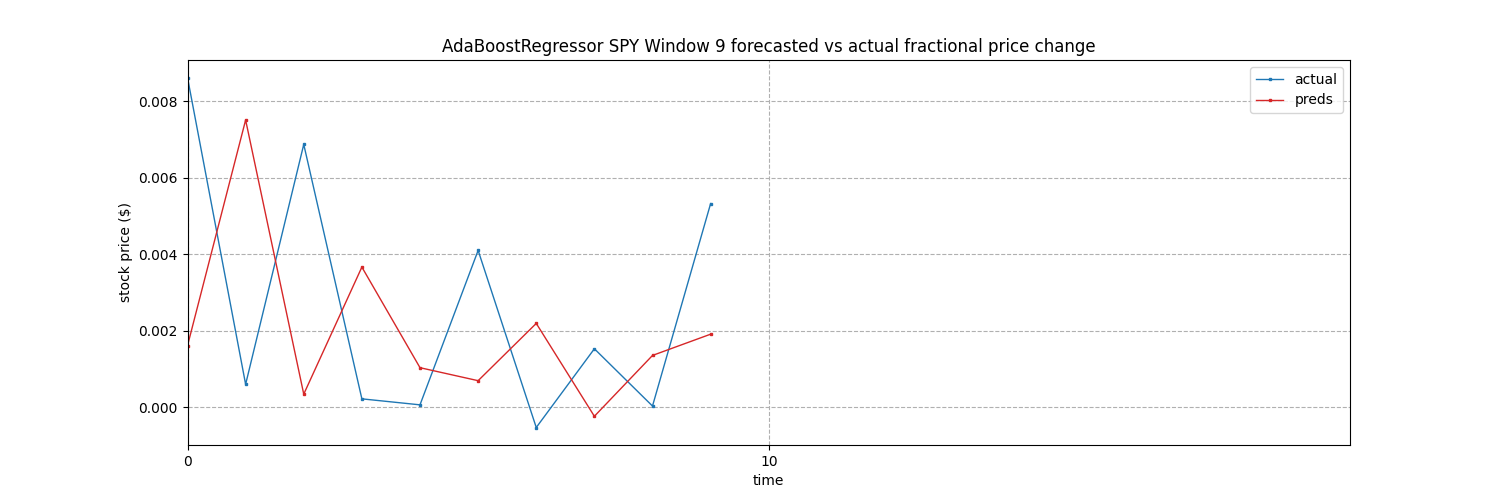 AdaBoostRegressor SPY Window 9 forecasted vs actual fractional price change
actual
preds
stock price ($)
0.008
0.006
0.004
0.002
0.000
0
10
time